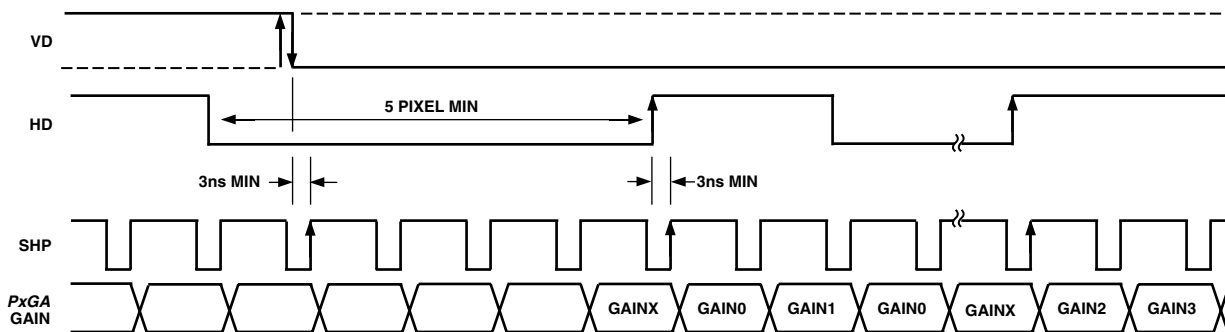 VD
HD
5 PIXEL MIN
3ns MIN
3ns MIN
SHP
PxGA
GAIN
GAINX
GAIN0
GAIN1
GAIN0
GAINX
GAIN2
GAIN3